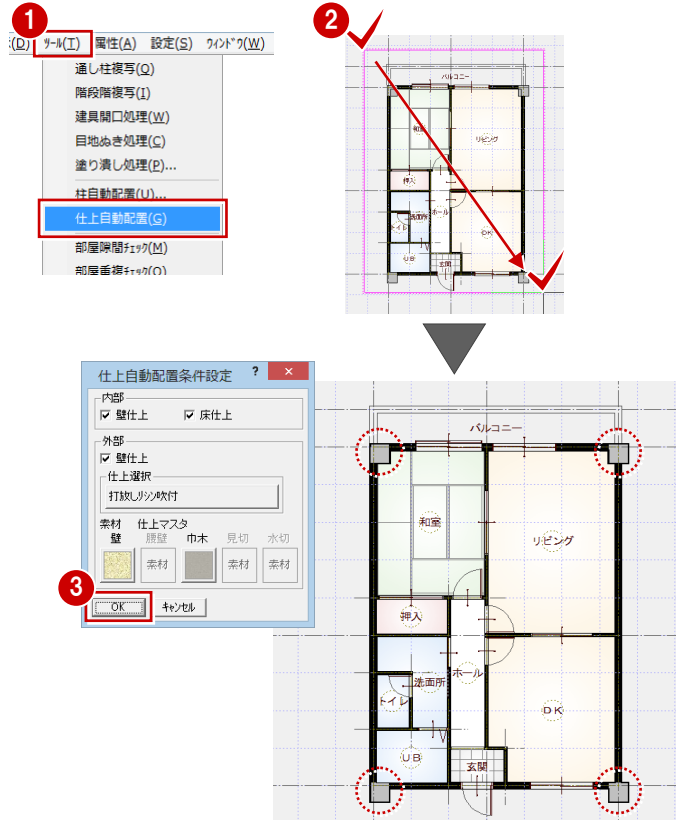 1
(D) ﾂｰﾙ(T) 属性(A) 設定(S) ｳｨﾝﾄﾞｳ(W)
通し柱複写(Q)
階段階複写(I)
建具開口処理(W)
目地ぬき処理(C)
塗り潰し処理(P)...
柱自動配置(U)...
仕上自動配置(G)
部屋隙間ﾁｪｯｸ(M)
部屋重複ﾁｪｯｸ(O)
2
バルコニー
和室
リビング
押入
洗面所
ホール
トイレ
DK
UB
玄関
仕上自動配置条件設定 ? ×
内部
壁仕上 床仕上
外部
壁仕上
仕上選択
打放しﾘｼﾝ吹付
素材 仕上マスタ
壁 腰壁 巾木 見切 水切
素材 素材 素材
3
OK ｷｬﾝｾﾙ
バルコニー
和室
リビング
押入
ホール
洗面所
トイレ
DK
UB
玄関